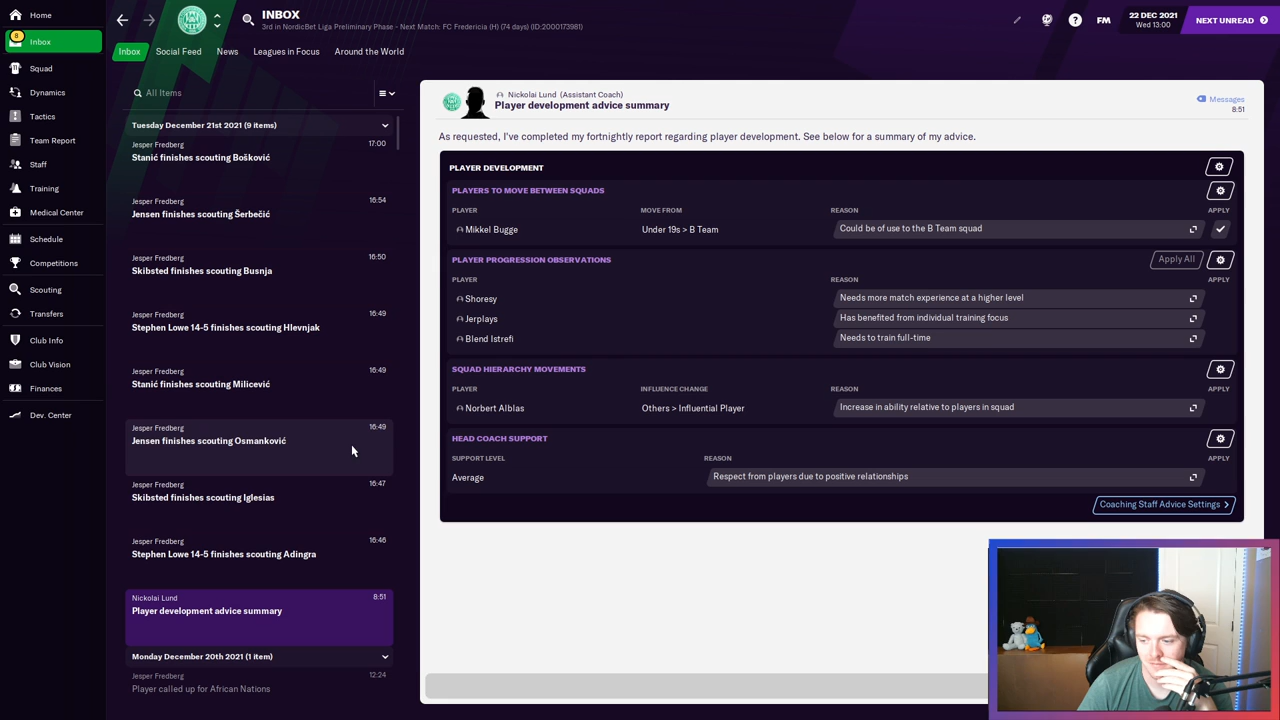 Home
INBOX
3rd in NordicBet Liga Preliminary Phase - Next Match: FC Fredericia (H) (74 days) (ID:2000173981)
FM
22 DEC 2021
Wed 13:00
NEXT UNREAD
8
Inbox
Squad
Dynamics
Tactics
Team Report
Staff
Training
Medical Center
Schedule
Competitions
Scouting
Transfers
Club Info
Club Vision
Finances
Dev. Center
Inbox
Social Feed
News
Leagues in Focus
Around the World
All Items
Tuesday December 21st 2021 (9 items)
Jesper Fredberg
17:00
Stanić finishes scouting Bošković
Jesper Fredberg
16:54
Jensen finishes scouting Šerbečić
Jesper Fredberg
16:50
Skibsted finishes scouting Busnja
Jesper Fredberg
16:49
Stephen Lowe 14-5 finishes scouting Hlevnjak
Jesper Fredberg
16:49
Stanić finishes scouting Milicević
Jesper Fredberg
16:49
Jensen finishes scouting Osmanković
Jesper Fredberg
16:47
Skibsted finishes scouting Iglesias
Jesper Fredberg
16:46
Stephen Lowe 14-5 finishes scouting Adingra
Nickolai Lund
8:51
Player development advice summary
Monday December 20th 2021 (1 item)
Jesper Fredberg
12:24
Player called up for African Nations
Nickolai Lund (Assistant Coach)
Player development advice summary
Messages
8:51
As requested, I've completed my fortnightly report regarding player development. See below for a summary of my advice.
PLAYER DEVELOPMENT
PLAYERS TO MOVE BETWEEN SQUADS
PLAYER MOVE FROM REASON APPLY
Mikkel Bugge Under 19s > B Team Could be of use to the B Team squad
PLAYER PROGRESSION OBSERVATIONS
Apply All
PLAYER REASON APPLY
Shoresy Needs more match experience at a higher level
Jerplays Has benefited from individual training focus
Blend Istrefi Needs to train full-time
SQUAD HIERARCHY MOVEMENTS
PLAYER INFLUENCE CHANGE REASON APPLY
Norbert Alblas Others > Influential Player Increase in ability relative to players in squad
HEAD COACH SUPPORT
SUPPORT LEVEL REASON APPLY
Average Respect from players due to positive relationships
Coaching Staff Advice Settings >